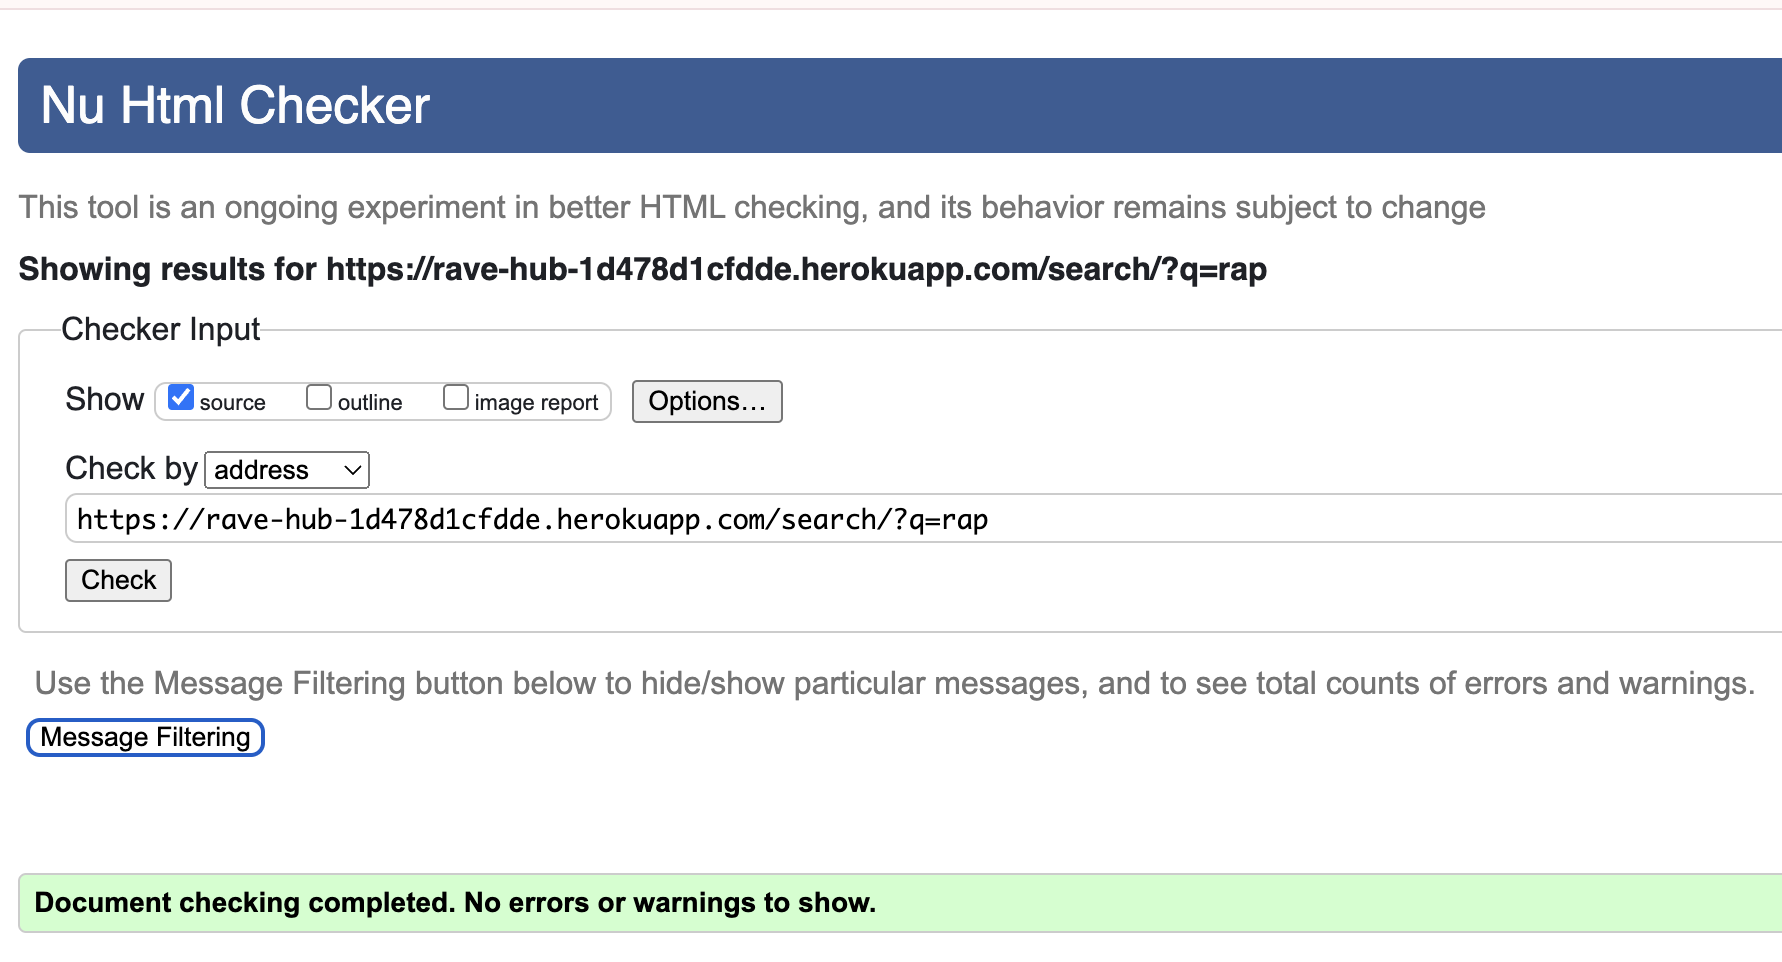 Nu Html Checker
This tool is an ongoing experiment in better HTML checking, and its behavior remains subject to change
Showing results for https://rave-hub-1d478d1cfdde.herokuapp.com/search/?q=rap
Checker Input
Show source outline image report Options...
Check by address
https://rave-hub-1d478d1cfdde.herokuapp.com/search/?q=rap
Check
Use the Message Filtering button below to hide/show particular messages, and to see total counts of errors and warnings.
Message Filtering
Document checking completed. No errors or warnings to show.